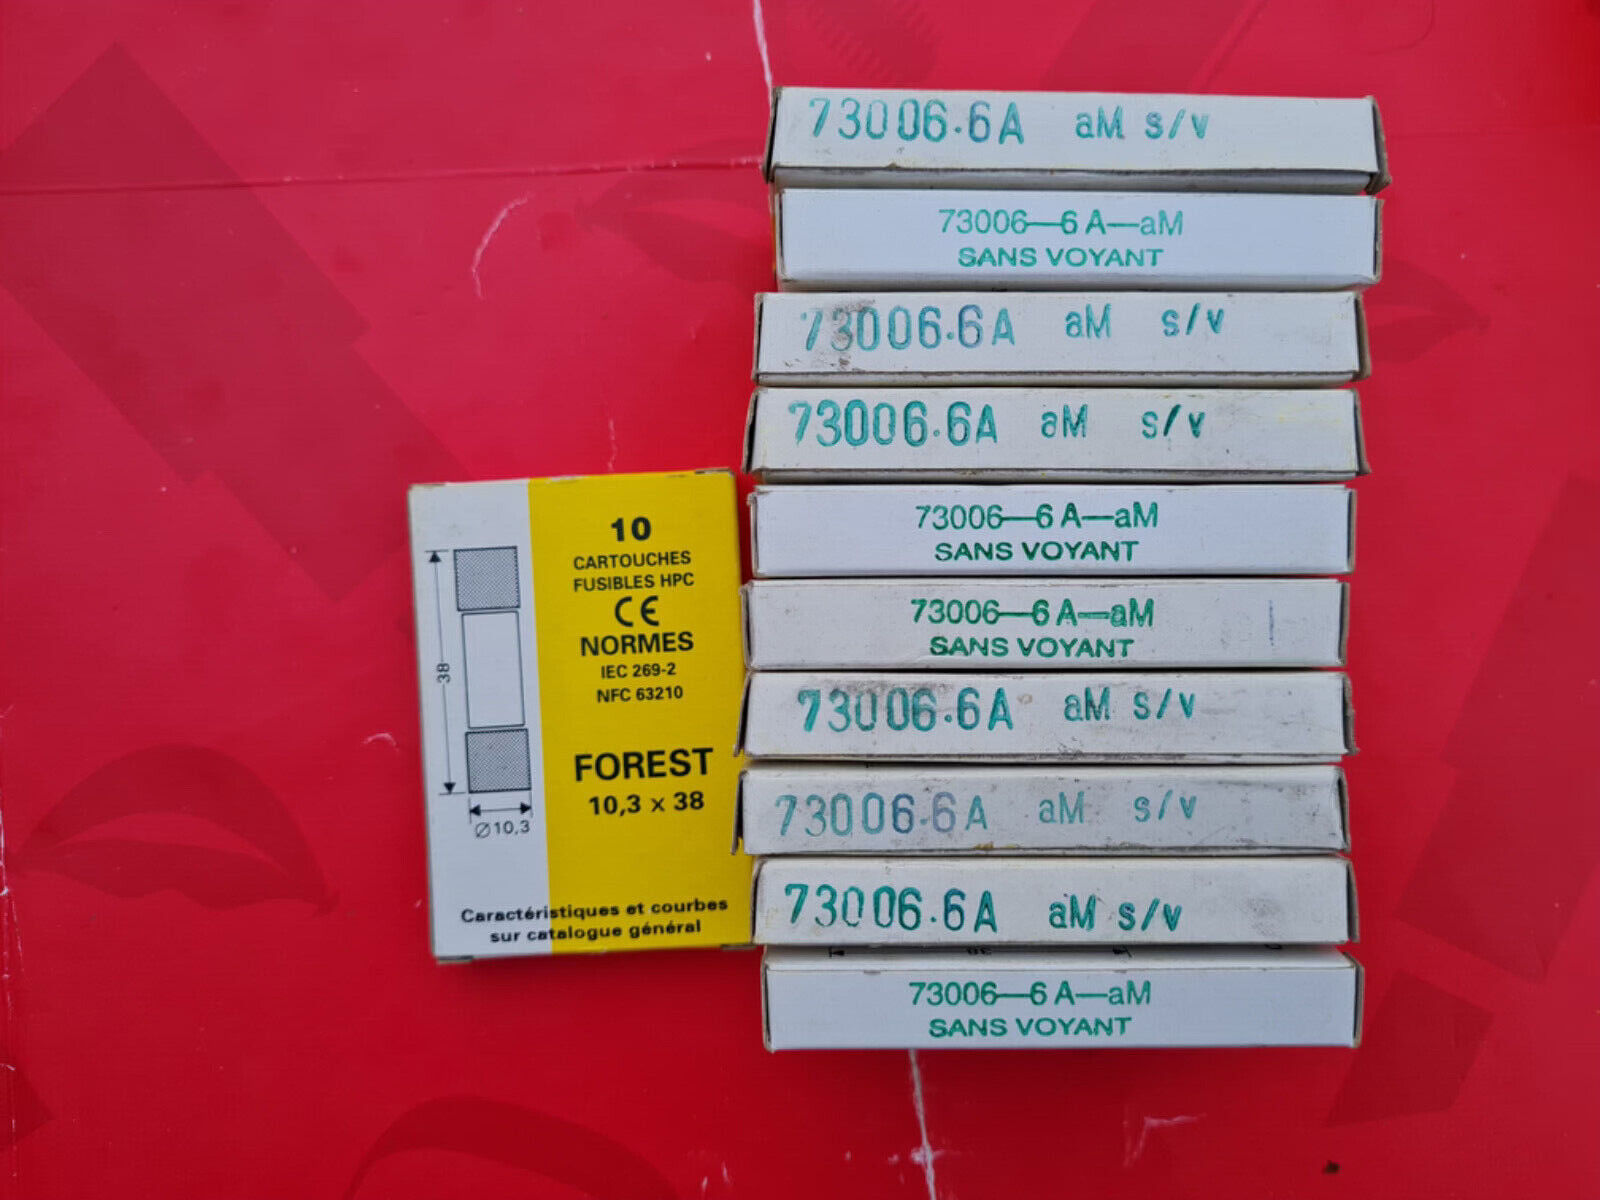 73006.6A aM s/v
73006—6 A—aM
SANS VOYANT
73006.6A aM s/v
73006.6A aM s/v
73006—6 A—aM
SANS VOYANT
73006—6 A—aM
SANS VOYANT
73006.6A aM s/v
73006.6A aM s/v
73006.6A aM s/v
38
73006—6 A—aM
SANS VOYANT
10
CARTOUCHES
FUSIBLES HPC
CE
NORMES
IEC 269-2
NFC 63210
FOREST
10,3 x 38
38
Ø10,3
Caractéristiques et courbes
sur catalogue général